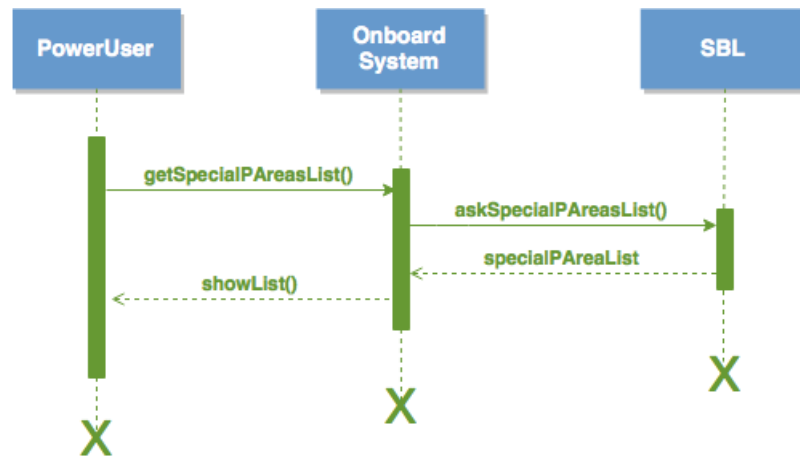 PowerUser
Onboard
System
SBL
getSpecialPAreasList()
askSpecialPAreasList()
specialPAreaList
showList()
X
X
X